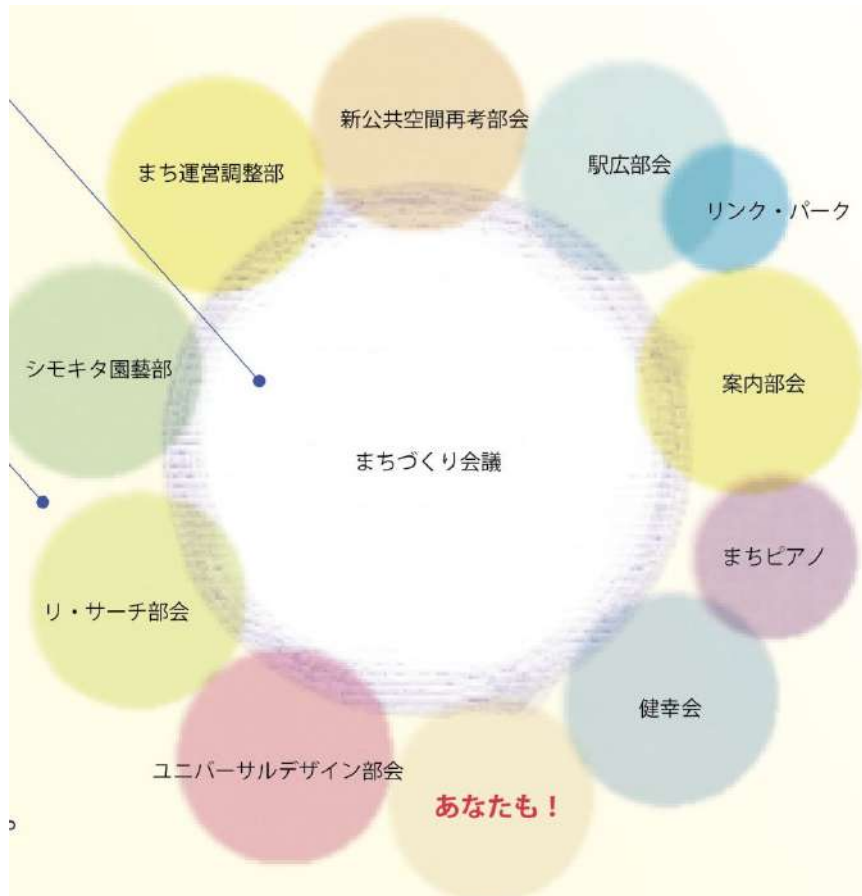 新公共空間再考部会
まち運営調整部
駅広部会
リンク・パーク
シモキタ園藝部
案内部会
まちづくり会議
まちピアノ
リ・サーチ部会
健幸会
ユニバーサルデザイン部会
あなたも！